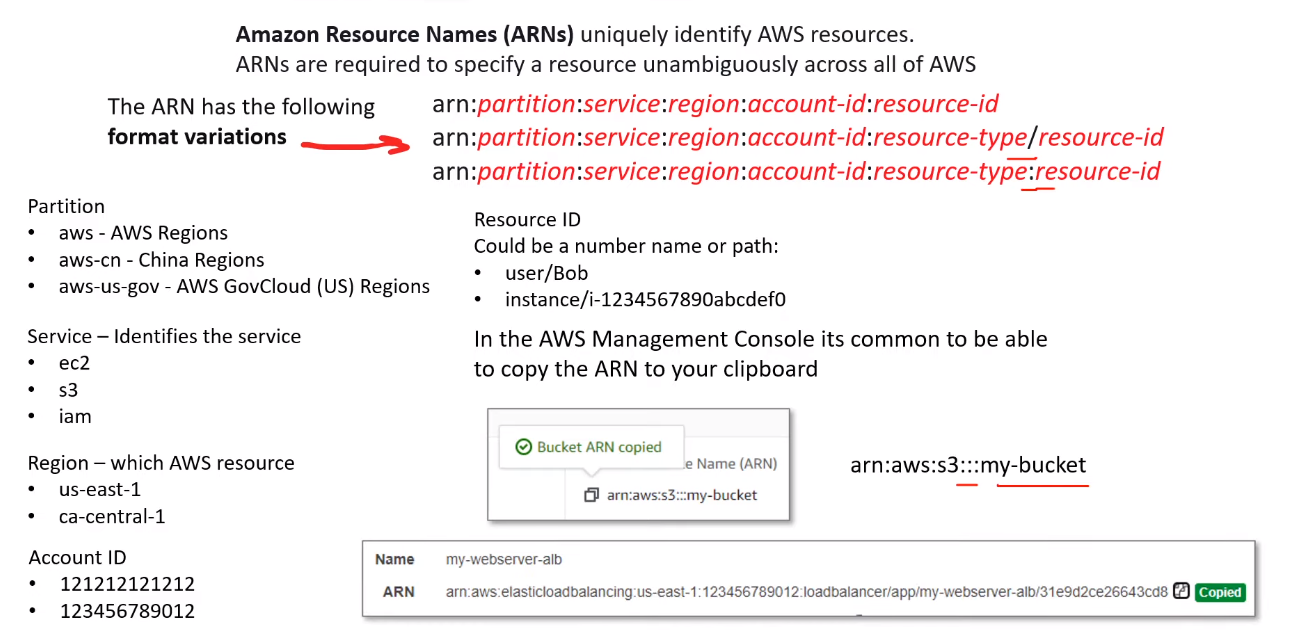 Amazon Resource Names (ARNs) uniquely identify AWS resources.
ARNs are required to specify a resource unambiguously across all of AWS
The ARN has the following
format variations
arn:partition:service:region:account-id:resource-id
arn:partition:service:region:account-id:resource-type/resource-id
arn:partition:service:region:account-id:resource-type:resource-id
Partition
• aws - AWS Regions
• aws-cn - China Regions
• aws-us-gov - AWS GovCloud (US) Regions
Service – Identifies the service
• ec2
• s3
• iam
Region – which AWS resource
• us-east-1
• ca-central-1
Account ID
• 121212121212
• 123456789012
Resource ID
Could be a number name or path:
• user/Bob
• instance/i-1234567890abcdef0
In the AWS Management Console its common to be able
to copy the ARN to your clipboard
Bucket ARN copied
e Name (ARN)
arn:aws:s3:::my-bucket
arn:aws:s3:::my-bucket
Name my-webserver-alb
ARN arn:aws:elasticloadbalancing:us-east-1:123456789012:loadbalancer/app/my-webserver-alb/31e9d2ce26643cd8 Copied